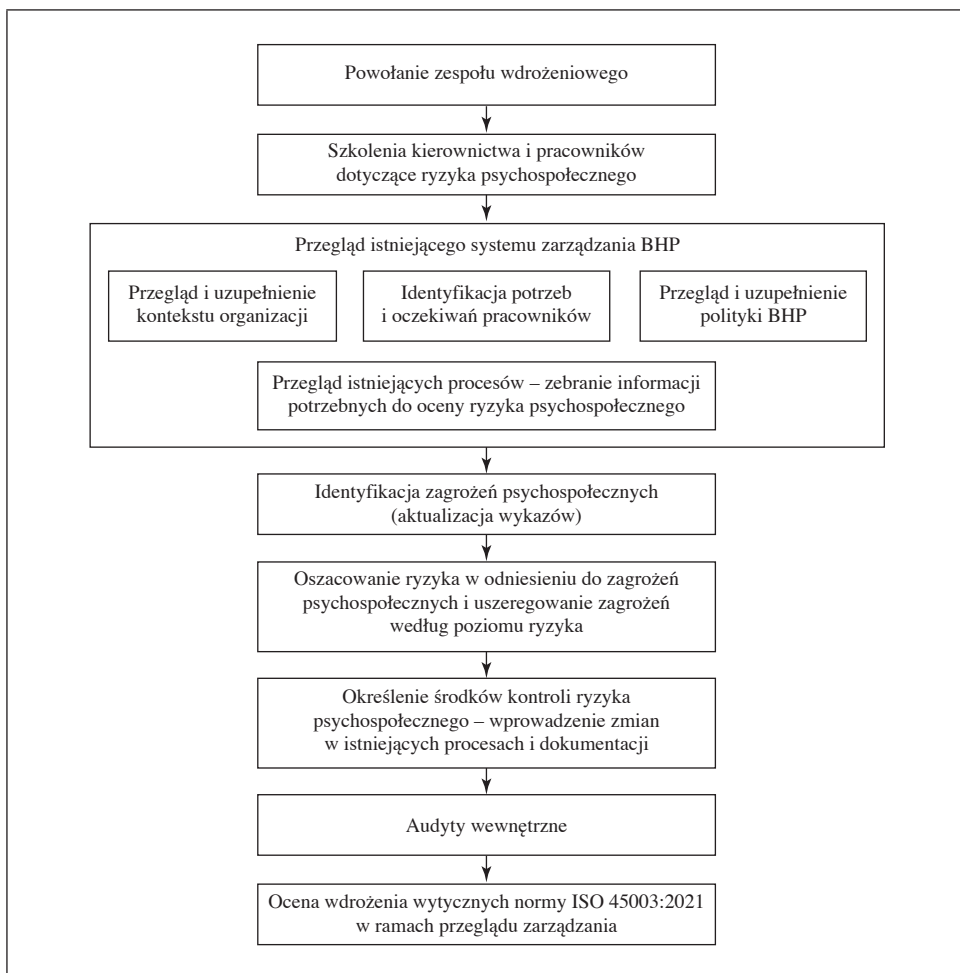 Powołanie zespołu wdrożeniowego
Szkolenia kierownictwa i pracowników
dotyczące ryzyka psychospołecznego
Przegląd istniejącego systemu zarządzania BHP
Przegląd i uzupełnienie
kontekstu organizacji
Identyfikacja potrzeb
i oczekiwań pracowników
Przegląd i uzupełnienie
polityki BHP
Przegląd istniejących procesów – zebranie informacji
potrzebnych do oceny ryzyka psychospołecznego
Identyfikacja zagrożeń psychospołecznych
(aktualizacja wykazów)
Oszacowanie ryzyka w odniesieniu do zagrożeń
psychospołecznych i uszeregowanie zagrożeń
według poziomu ryzyka
Określenie środków kontroli ryzyka
psychospołecznego – wprowadzenie zmian
w istniejących procesach i dokumentacji
Audyty wewnętrzne
Ocena wdrożenia wytycznych normy ISO 45003:2021
w ramach przeglądu zarządzania